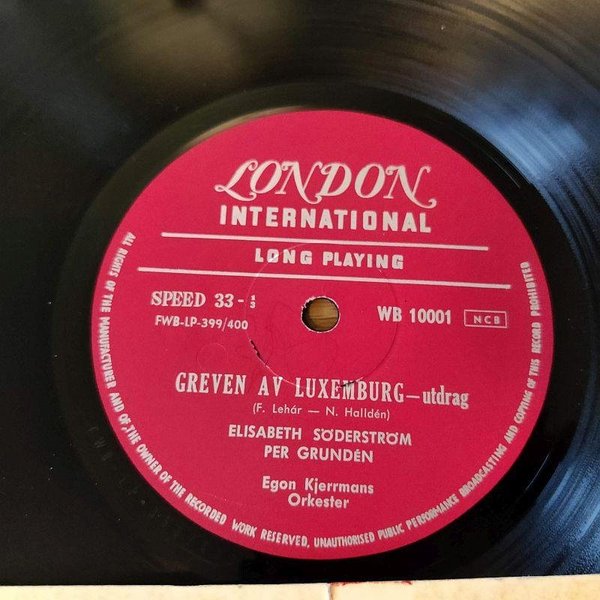 LONDON
INTERNATIONAL
LONG PLAYING
SPEED 33-1/3
FWB-LP-399/400
WB 10001 NCB
GREVEN AV LUXEMBURG—utdrag
(F. Lehár — N. Halldén)
ELISABETH SÖDERSTRÖM
PER GRUNDÉN
Egon Kjerrmans
Orkester
ALL RIGHTS OF THE MANUFACTURER AND OF THE OWNER OF THE RECORDED WORK RESERVED, UNAUTHORISED PUBLIC PERFORMANCE BROADCASTING AND COPYING OF THIS RECORD PROHIBITED